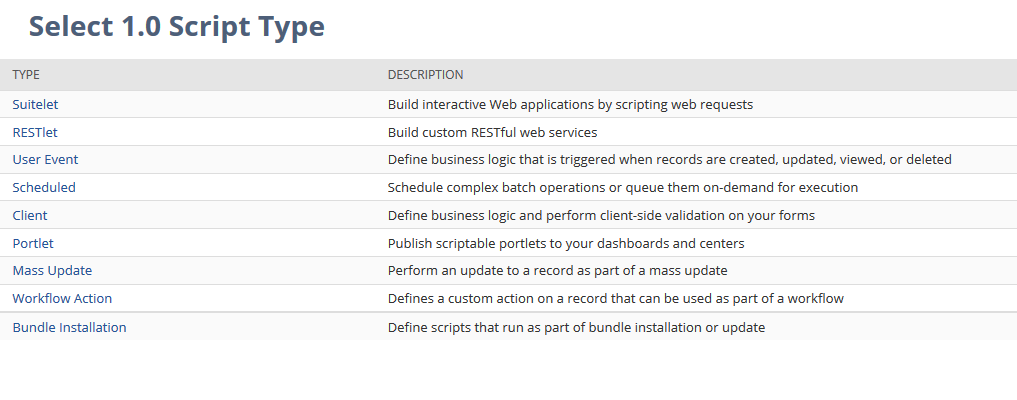 Select 1.0 Script Type
TYPE DESCRIPTION
Suitelet Build interactive Web applications by scripting web requests
RESTlet Build custom RESTful web services
User Event Define business logic that is triggered when records are created, updated, viewed, or deleted
Scheduled Schedule complex batch operations or queue them on-demand for execution
Client Define business logic and perform client-side validation on your forms
Portlet Publish scriptable portlets to your dashboards and centers
Mass Update Perform an update to a record as part of a mass update
Workflow Action Defines a custom action on a record that can be used as part of a workflow
Bundle Installation Define scripts that run as part of bundle installation or update